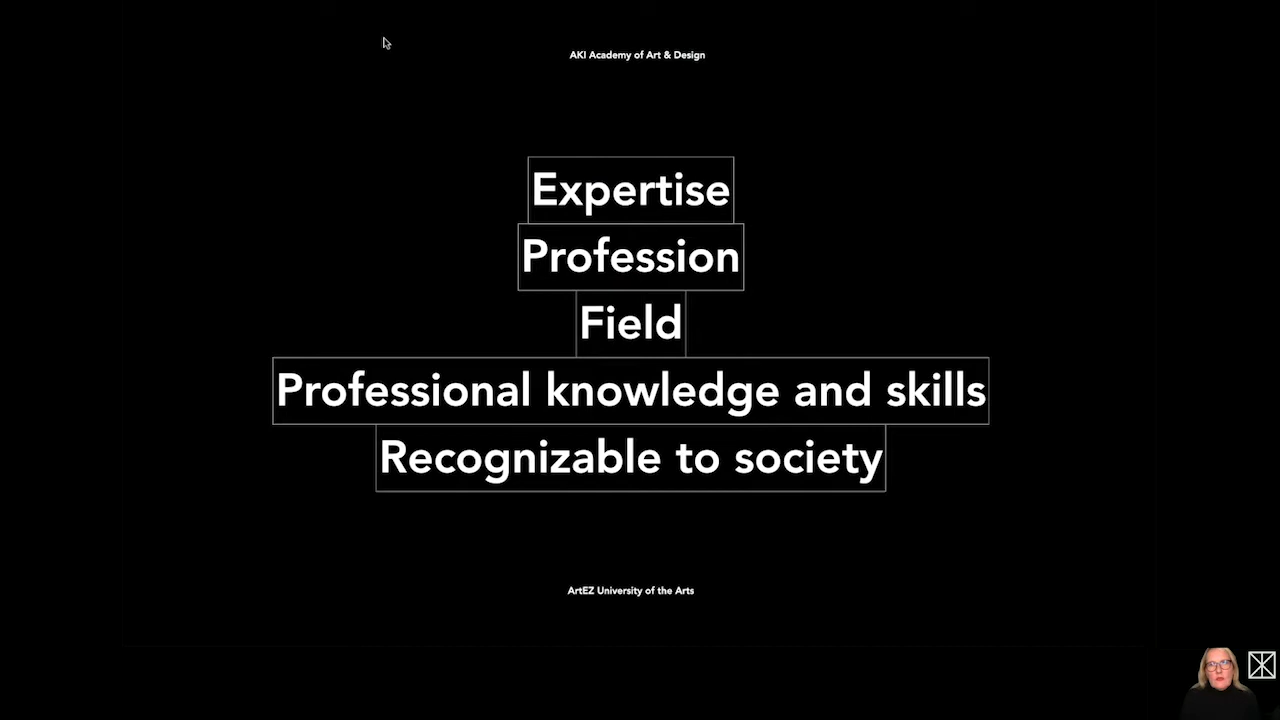 AKI Academy of Art & Design
Expertise
Profession
Field
Professional knowledge and skills
Recognizable to society
ArtEZ University of the Arts